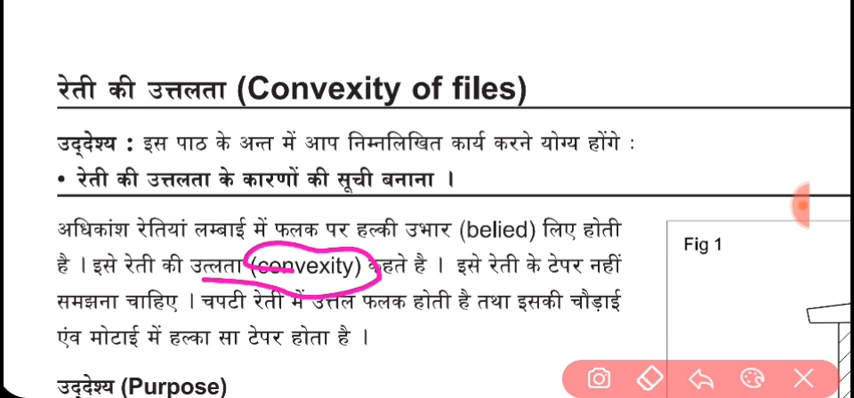 रेती की उत्तलता (Convexity of files)
उद्देश्य : इस पाठ के अन्त में आप निम्नलिखित कार्य करने योग्य होंगे :
• रेती की उत्तलता के कारणों की सूची बनाना ।
अधिकांश रेतियां लम्बाई में फलक पर हल्की उभार (belied) लिए होती
है । इसे रेती की उत्लता (convexity) कहते है । इसे रेती के टेपर नहीं
समझना चाहिए । चपटी रेती में उत्तल फलक होती है तथा इसकी चौड़ाई
एंव मोटाई में हल्का सा टेपर होता है ।
Fig 1
उद्देश्य (Purpose)